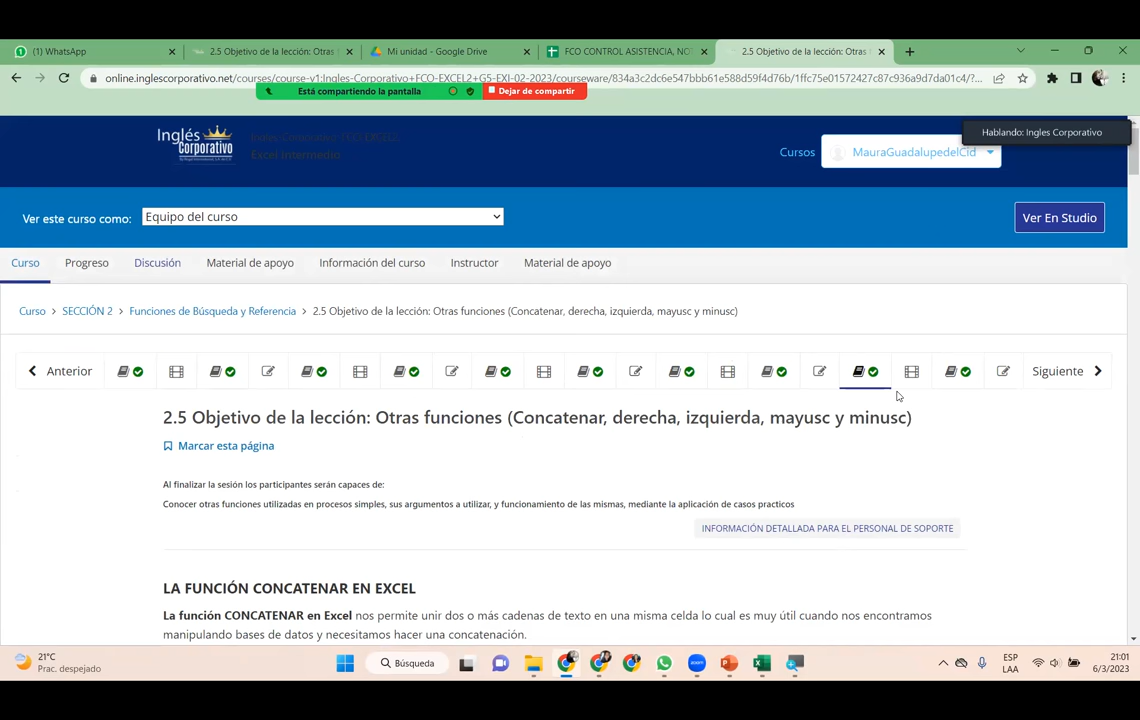 (1) WhatsApp
2.5 Objetivo de la lección: Otras
Mi unidad - Google Drive
FCO CONTROL ASISTENCIA, NOT
2.5 Objetivo de la lección: Otras
online.inglescorporativo.net/courses/course-v1:Ingles-Corporativo+FCO-EXCEL2+G5-EXI-02-2023/courseware/834a3c2dc6e547bbb61e588d59f4d76b/1ffc75e01572427c87c936a9d7da01c4/?...
Está compartiendo la pantalla
Dejar de compartir
Hablando: Ingles Corporativo
Inglés
Corporativo
Excel Intermedio
Cursos
MauraGuadalupedelCid
Ver este curso como:
Equipo del curso
Ver En Studio
Curso
Progreso
Discusión
Material de apoyo
Información del curso
Instructor
Material de apoyo
Curso > SECCIÓN 2 > Funciones de Búsqueda y Referencia > 2.5 Objetivo de la lección: Otras funciones (Concatenar, derecha, izquierda, mayusc y minusc)
Anterior
Siguiente
2.5 Objetivo de la lección: Otras funciones (Concatenar, derecha, izquierda, mayusc y minusc)
Marcar esta página
Al finalizar la sesión los participantes serán capaces de:
Conocer otras funciones utilizadas en procesos simples, sus argumentos a utilizar, y funcionamiento de las mismas, mediante la aplicación de casos practicos
INFORMACIÓN DETALLADA PARA EL PERSONAL DE SOPORTE
LA FUNCIÓN CONCATENAR EN EXCEL
La función CONCATENAR en Excel nos permite unir dos o más cadenas de texto en una misma celda lo cual es muy útil cuando nos encontramos
manipulando bases de datos y necesitamos hacer una concatenación.
21°C
Prac. despejado
Búsqueda
ESP
LAA
21:01
6/3/2023